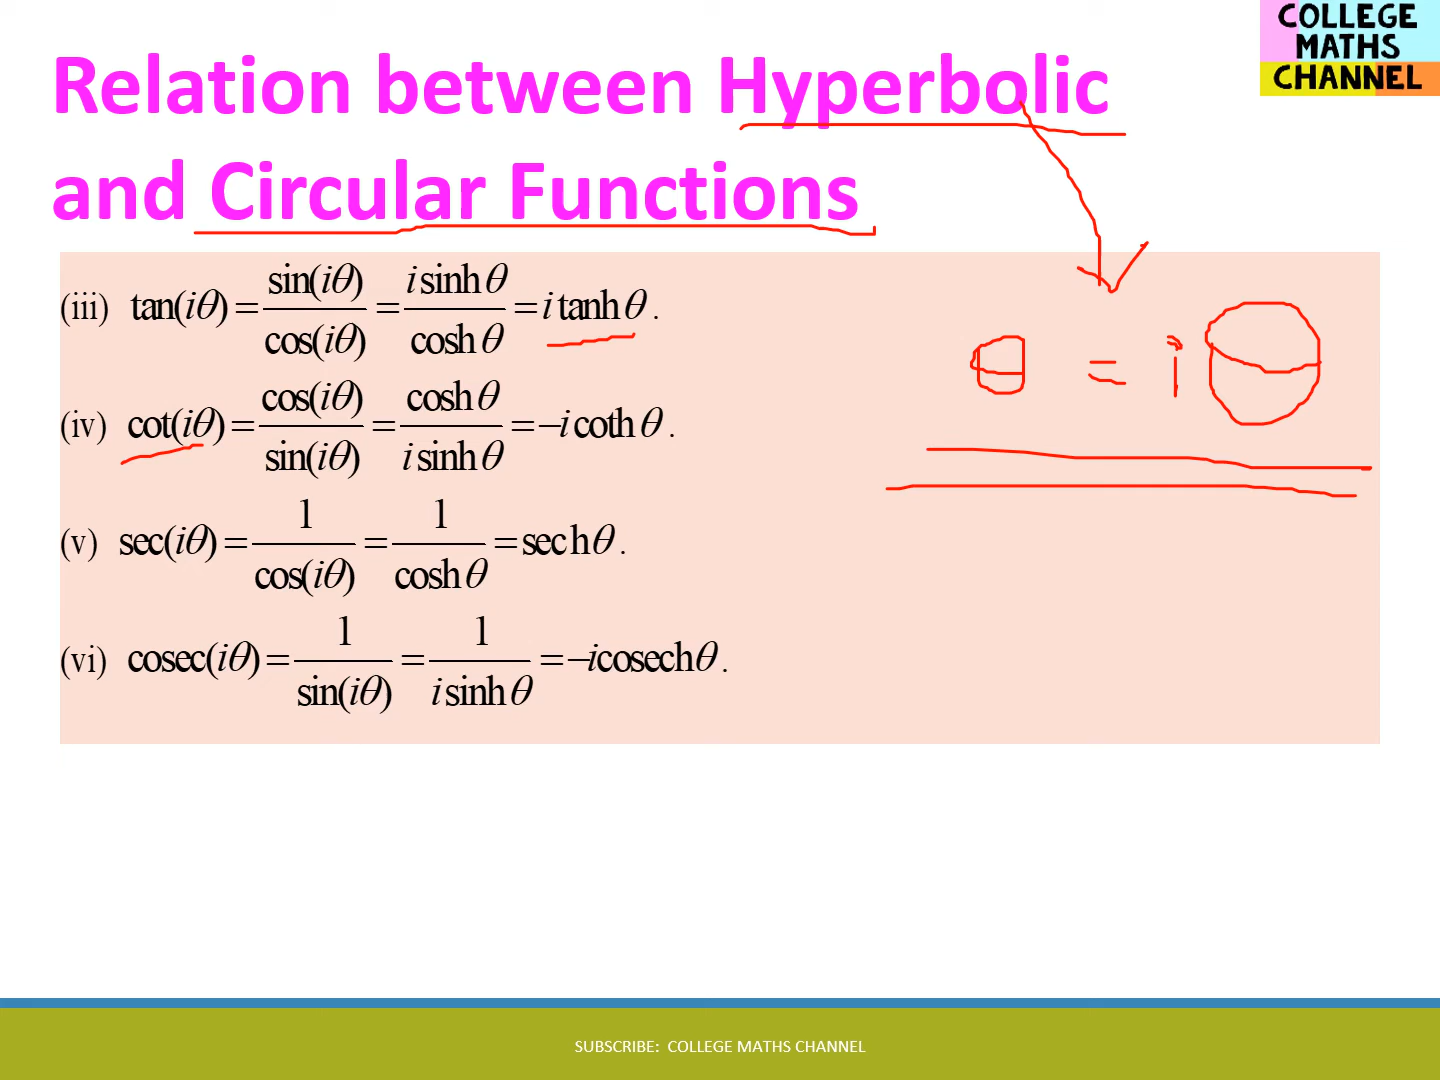 COLLEGE
MATHS
CHANNEL
Relation between Hyperbolic
and Circular Functions
(iii) tan(iθ) = sin(iθ)/cos(iθ) = i sinh θ/cosh θ = i tanh θ.
(iv) cot(iθ) = cos(iθ)/sin(iθ) = cosh θ/i sinh θ = −i coth θ.
(v) sec(iθ) = 1/cos(iθ) = 1/cosh θ = sec h θ.
(vi) cosec(iθ) = 1/sin(iθ) = 1/i sinh θ = −i cosech θ.
θ = i θ
SUBSCRIBE: COLLEGE MATHS CHANNEL